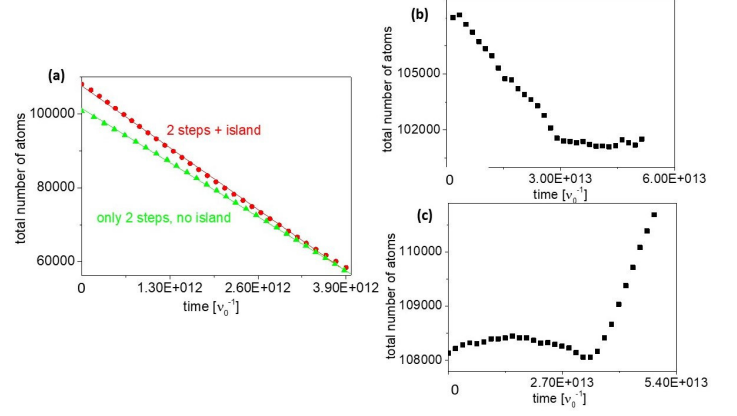 (a)
total number of atoms
100000
80000
60000
2 steps + island
only 2 steps, no island
0
1.30E+012
2.60E+012
3.90E+012
time [ν₀⁻¹]
(b)
total number of atoms
105000
102000
0
3.00E+013
6.00E+013
time [ν₀⁻¹]
(c)
total number of atoms
110000
109000
108000
0
2.70E+013
5.40E+013
time [ν₀⁻¹]